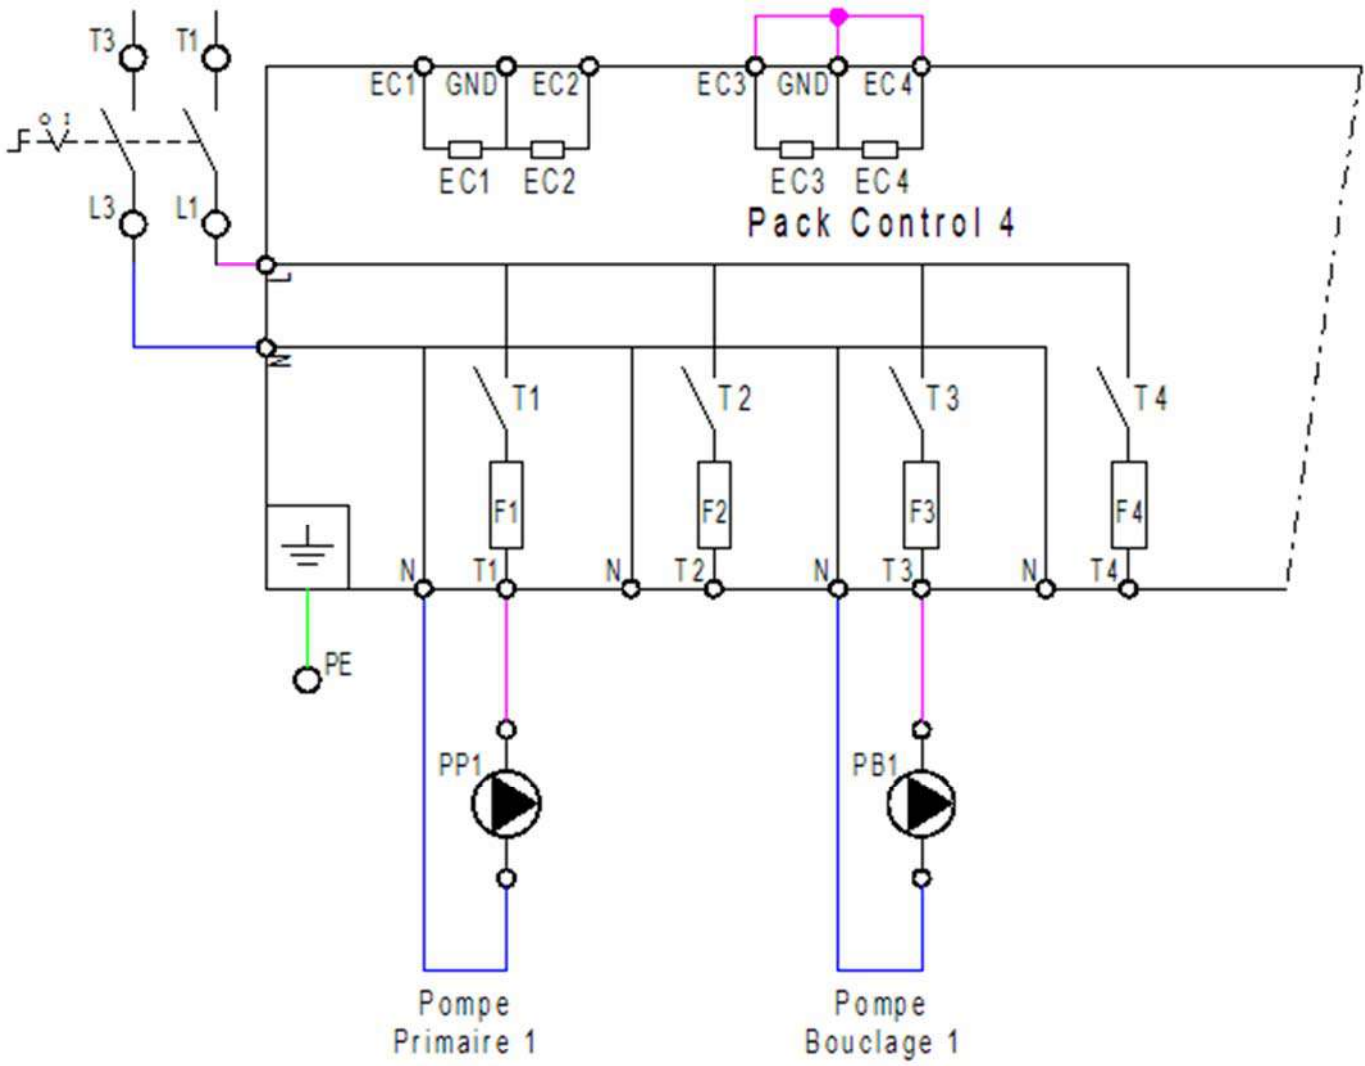 T3 T1
EC1 GND EC2 EC3 GND EC4
O I
EC1 EC2 EC3 EC4
L3 L1
Pack Control 4
L
N
T1 T2 T3 T4
F1 F2 F3 F4
N T1 N T2 N T3 N T4
PE
PP1 PB1
Pompe
Primaire 1
Pompe
Bouclage 1